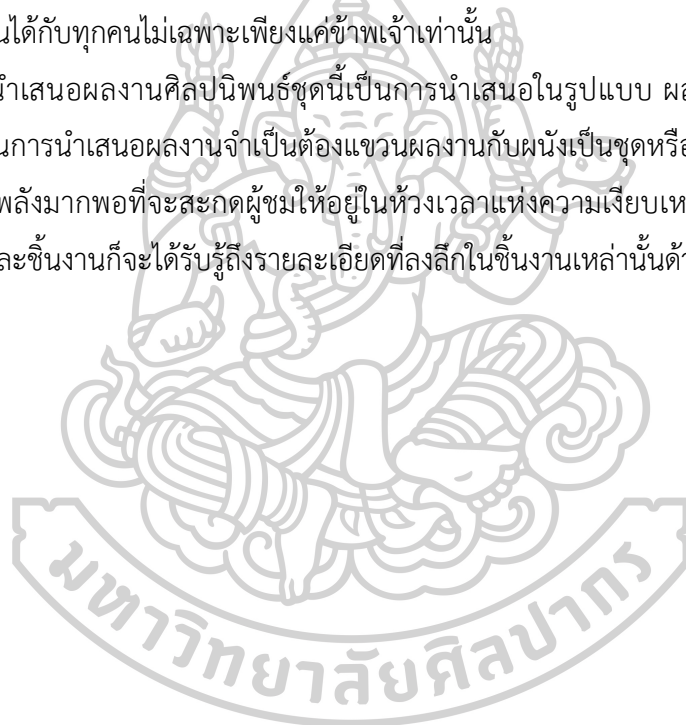 นได้กับทุกคนไม่เฉพาะเพียงแค่ข้าพเจ้าเท่านั้น
นำเสนอผลงานศิลปนิพนธ์ชุดนี้เป็นการนำเสนอในรูปแบบ ผล
นการนำเสนอผลงานจำเป็นต้องแขวนผลงานกับผนังเป็นชุดหรือ
พลังมากพอที่จะสะกดผู้ชมให้อยู่ในห้วงเวลาแห่งความเงียบเห
ละชิ้นงานก็จะได้รับรู้ถึงรายละเอียดที่ลงลึกในชิ้นงานเหล่านั้นด้ว
มหาวิทยาลัยศิลปากร